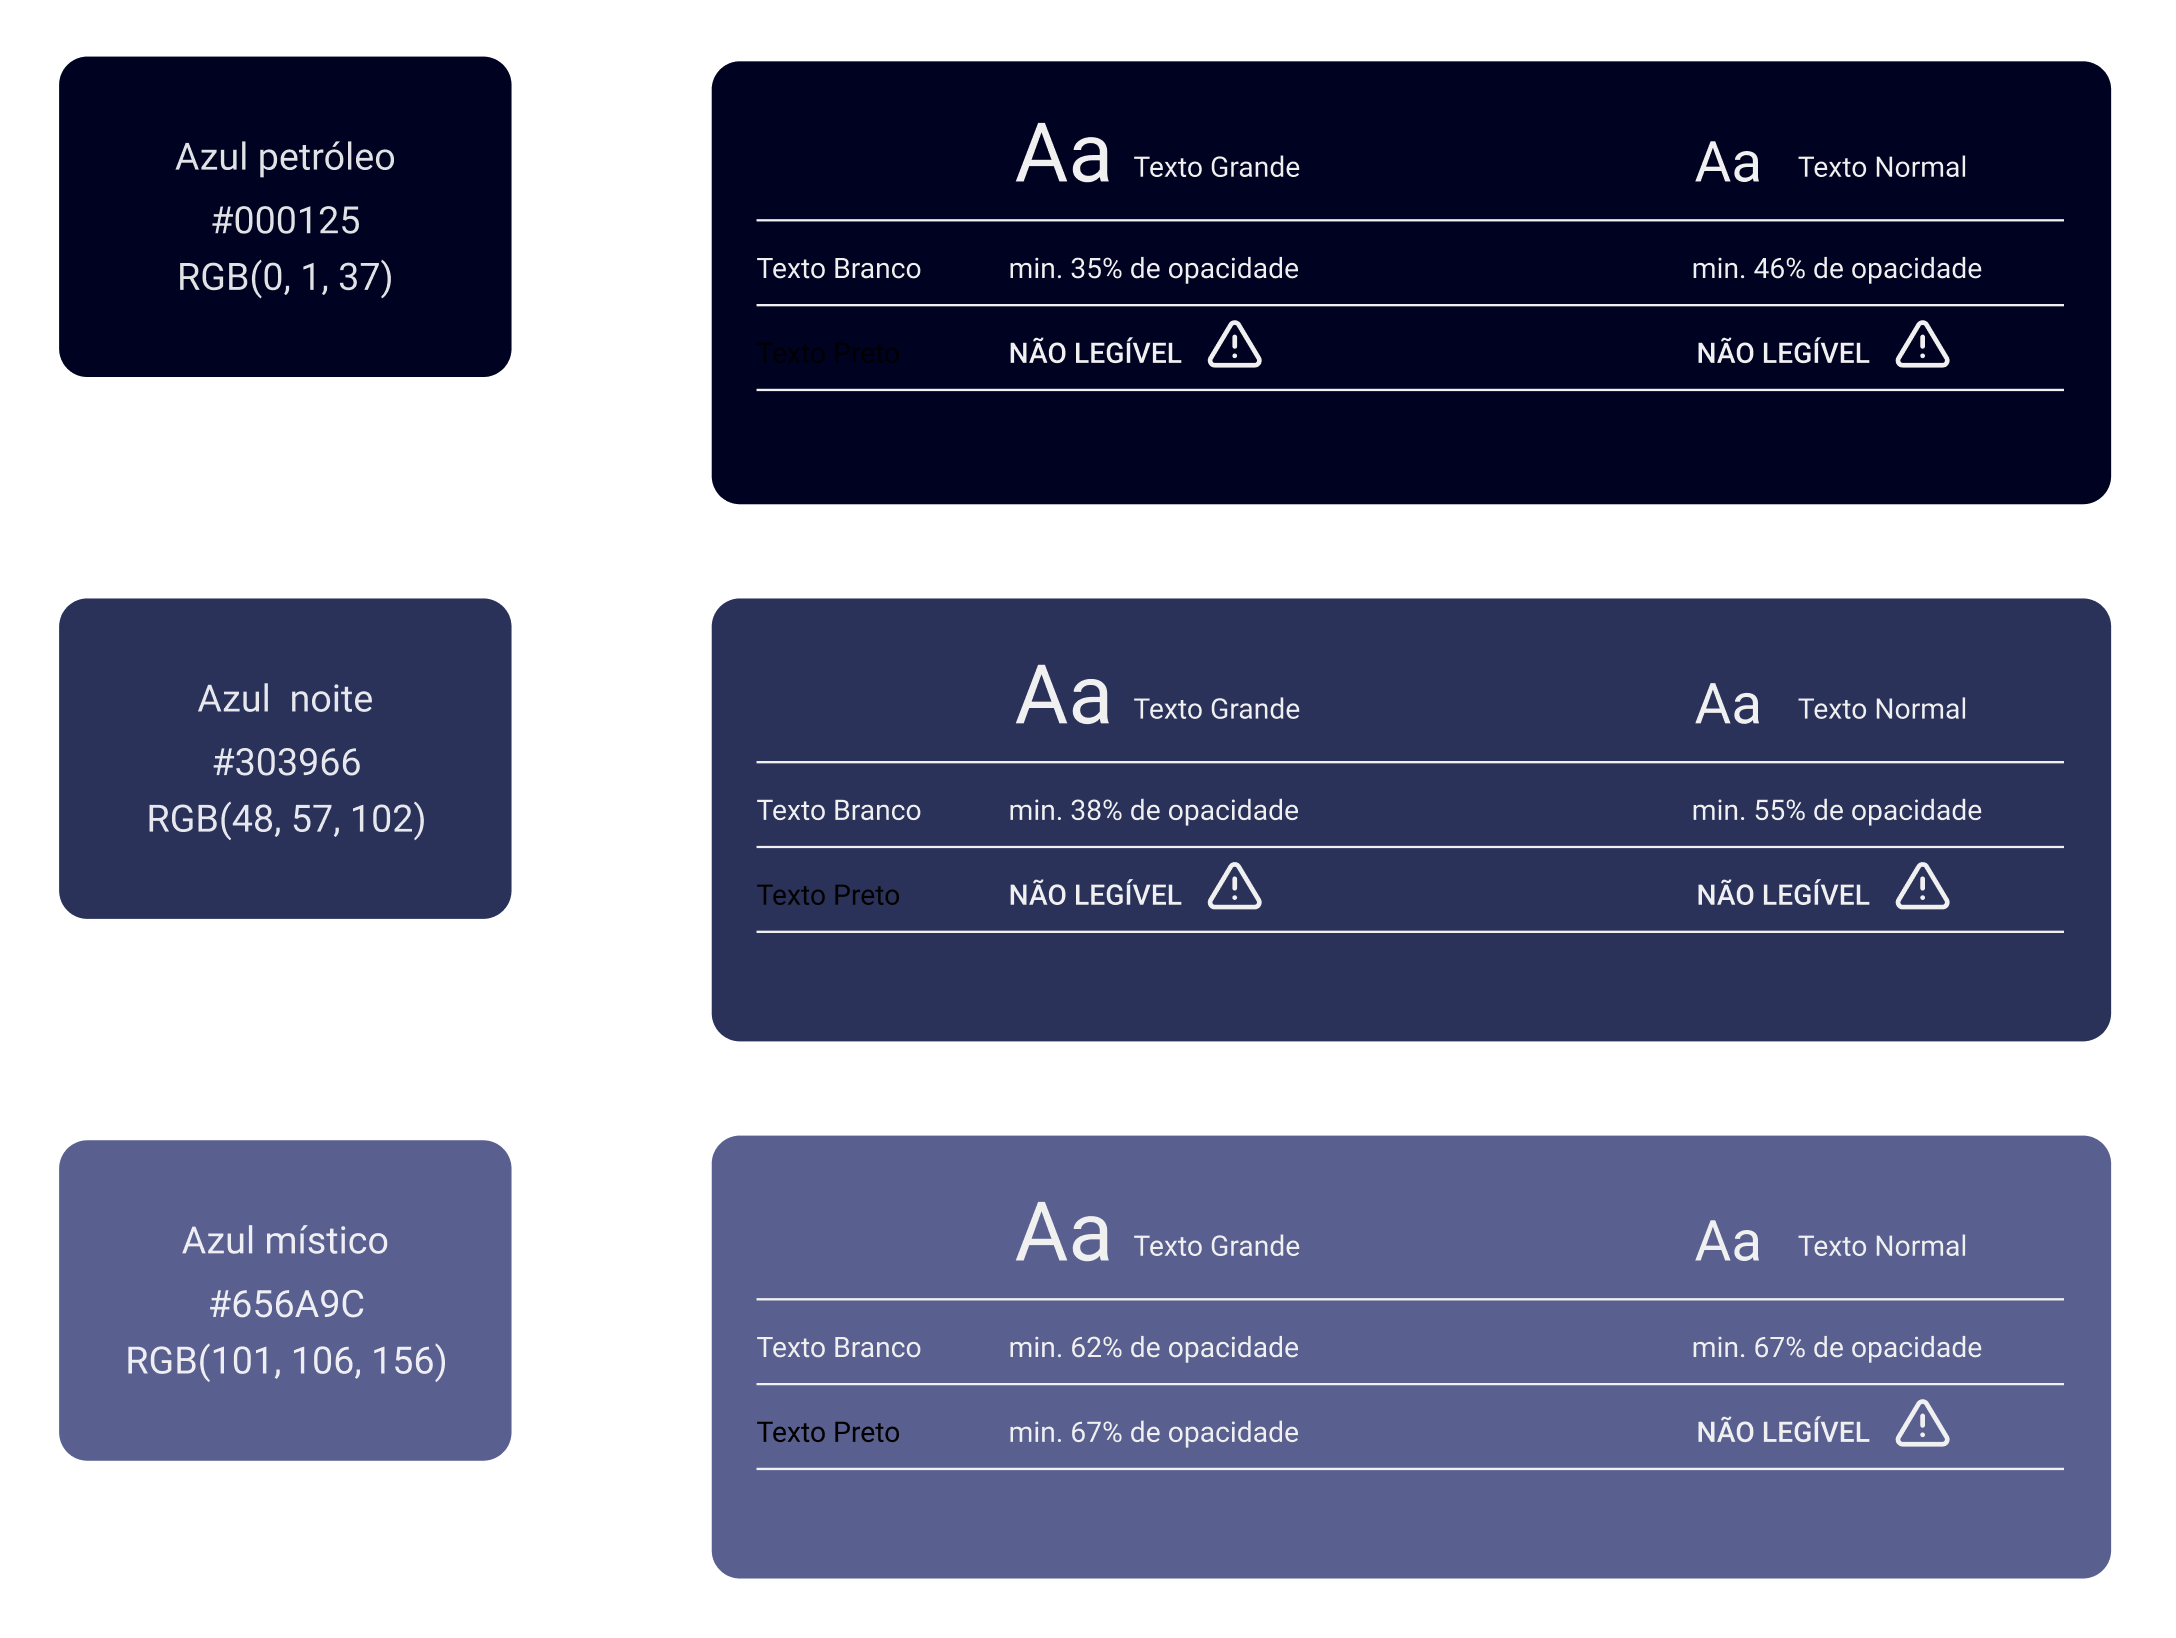 Azul petróleo
#000125
RGB(0, 1, 37)
Aa Texto Grande Aa Texto Normal
Texto Branco min. 35% de opacidade min. 46% de opacidade
Texto Preto NÃO LEGÍVEL NÃO LEGÍVEL
Azul noite
#303966
RGB(48, 57, 102)
Aa Texto Grande Aa Texto Normal
Texto Branco min. 38% de opacidade min. 55% de opacidade
Texto Preto NÃO LEGÍVEL NÃO LEGÍVEL
Azul místico
#656A9C
RGB(101, 106, 156)
Aa Texto Grande Aa Texto Normal
Texto Branco min. 62% de opacidade min. 67% de opacidade
Texto Preto min. 67% de opacidade NÃO LEGÍVEL